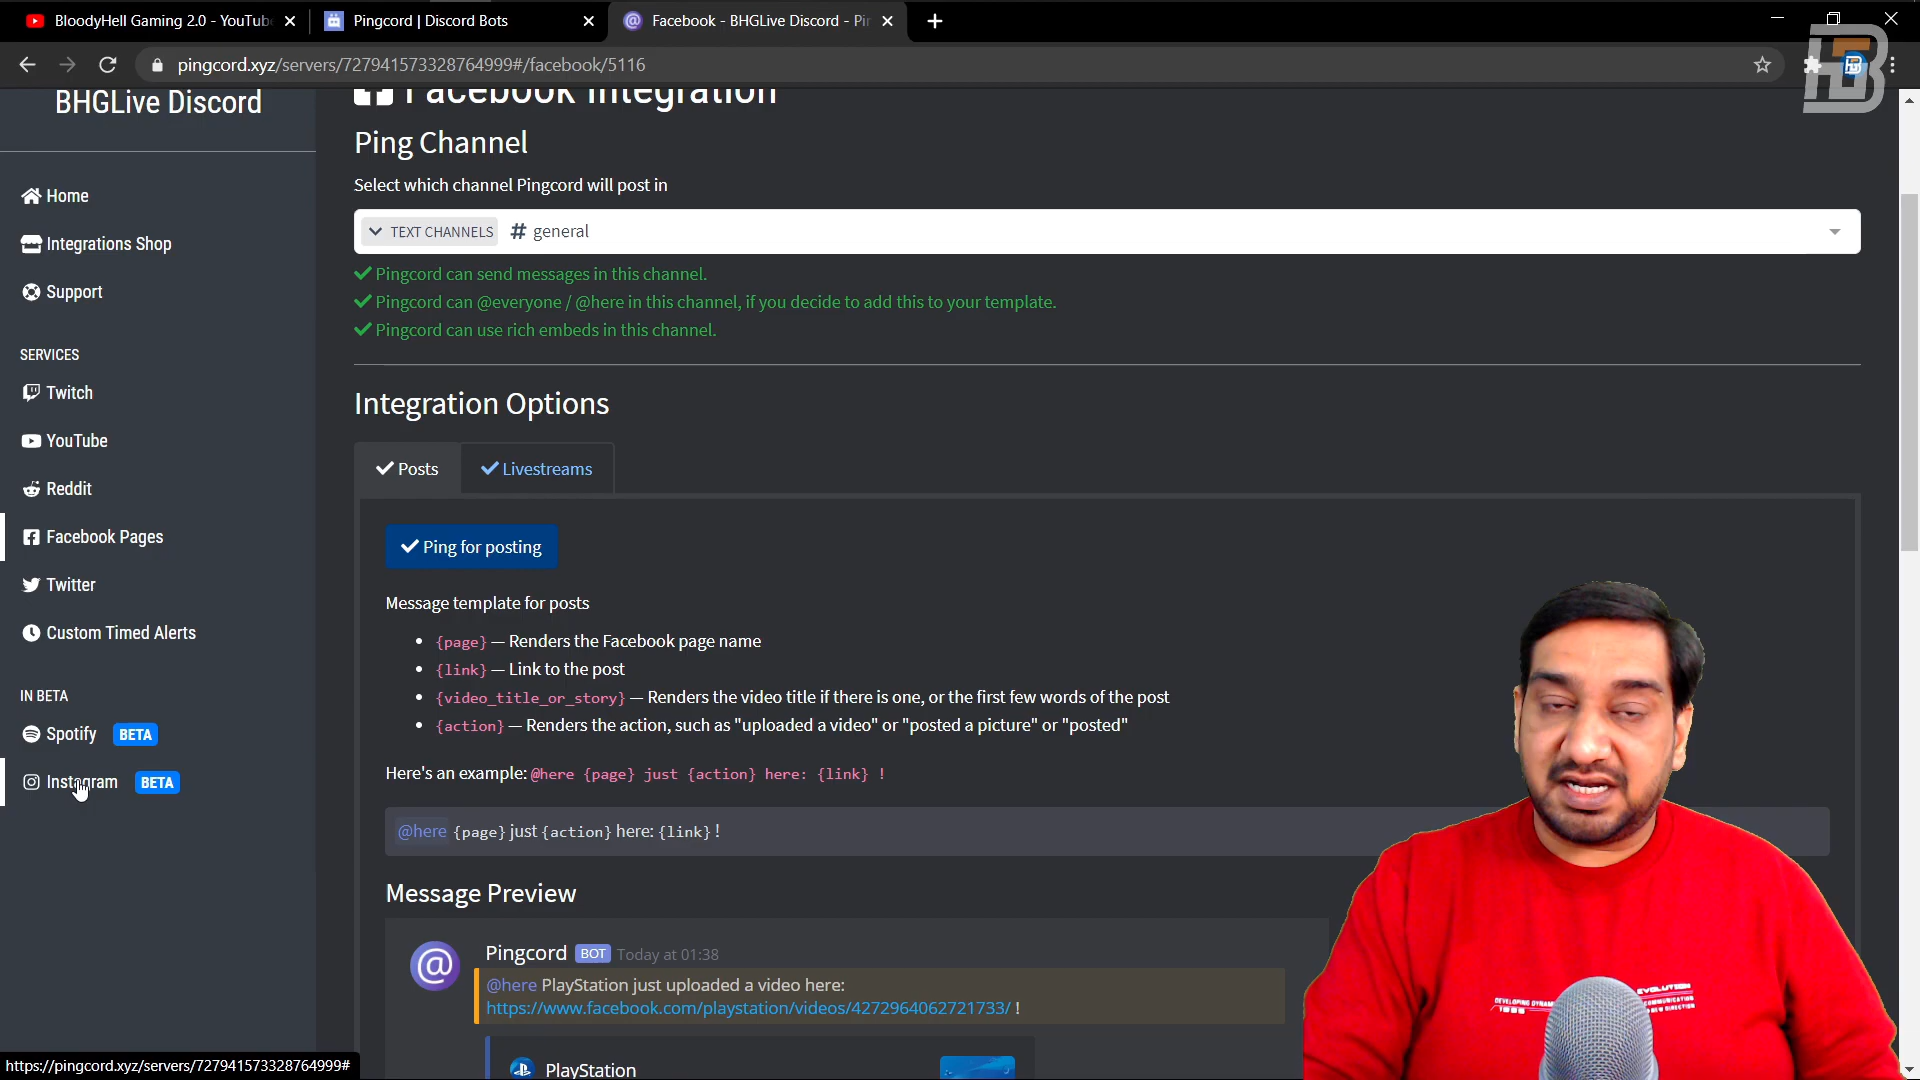 BloodyHell Gaming 2.0 - YouTube
Pingcord | Discord Bots
Facebook - BHGLive Discord - Pin
pingcord.xyz/servers/727941573328764999#/facebook/5116
BHGLive Discord
Home
Integrations Shop
Support
SERVICES
Twitch
YouTube
Reddit
Facebook Pages
Twitter
Custom Timed Alerts
IN BETA
Spotify BETA
Instagram BETA
https://pingcord.xyz/servers/727941573328764999#
Facebook Integration
Ping Channel
Select which channel Pingcord will post in
TEXT CHANNELS # general
Pingcord can send messages in this channel.
Pingcord can @everyone / @here in this channel, if you decide to add this to your template.
Pingcord can use rich embeds in this channel.
Integration Options
Posts Livestreams
Ping for posting
Message template for posts
{page} — Renders the Facebook page name
{link} — Link to the post
{video_title_or_story} — Renders the video title if there is one, or the first few words of the post
{action} — Renders the action, such as "uploaded a video" or "posted a picture" or "posted"
Here's an example: @here {page} just {action} here: {link} !
@here {page} just {action} here: {link} !
Message Preview
Pingcord BOT Today at 01:38
@here PlayStation just uploaded a video here:
https://www.facebook.com/playstation/videos/4272964062721733/ !
PlayStation